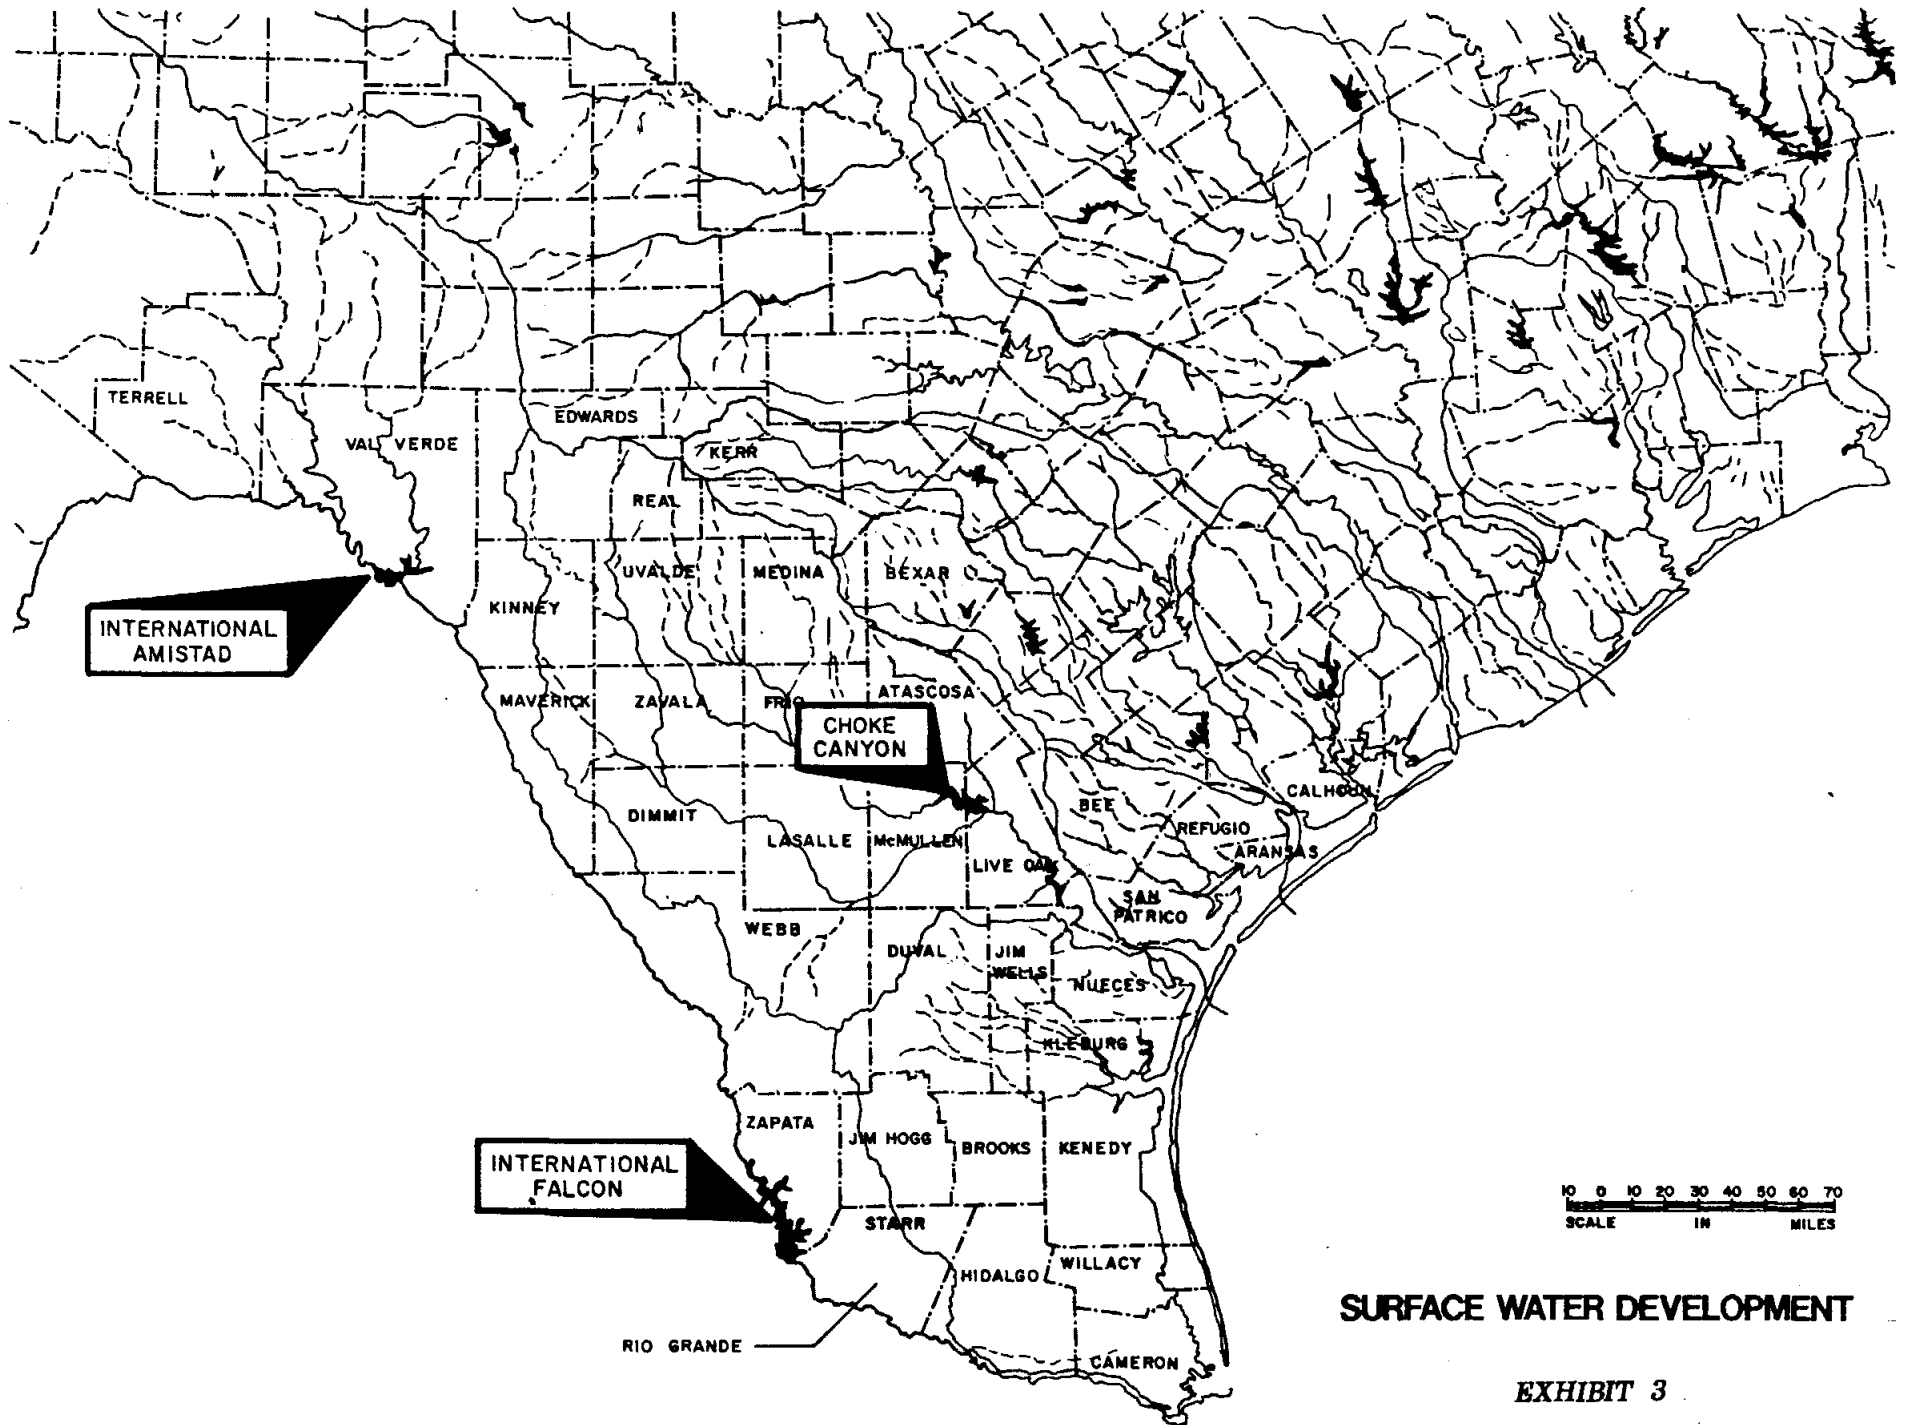 TERRELL
VAL VERDE
EDWARDS
KERR
REAL
INTERNATIONAL
AMISTAD
KINNEY
UVALDE
MEDINA
BEXAR
MAVERICK
ZAVALA
FRIO
ATASCOSA
CHOKE
CANYON
DIMMIT
LASALLE
McMULLEN
LIVE OAK
BEE
CALHOUN
REFUGIO
ARANSAS
SAN
PATRICO
WEBB
DUVAL
JIM
WELLS
NUECES
KLEBURG
ZAPATA
JIM HOGG
BROOKS
KENEDY
INTERNATIONAL
FALCON
STARR
HIDALGO
WILLACY
CAMERON
RIO GRANDE
10 0 10 20 30 40 50 60 70
SCALE IN MILES
SURFACE WATER DEVELOPMENT
EXHIBIT 3